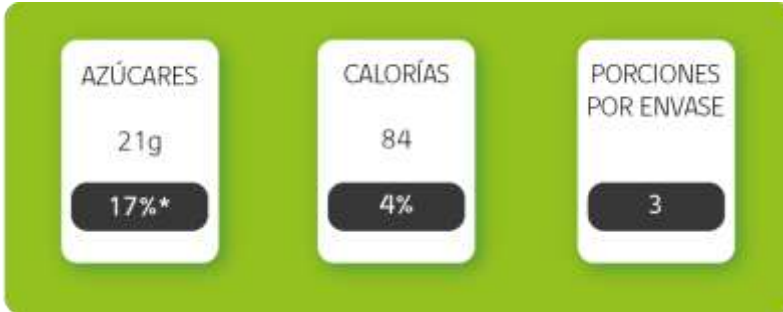 AZÚCARES
21g
17%*
CALORÍAS
84
4%
PORCIONES
POR ENVASE
3